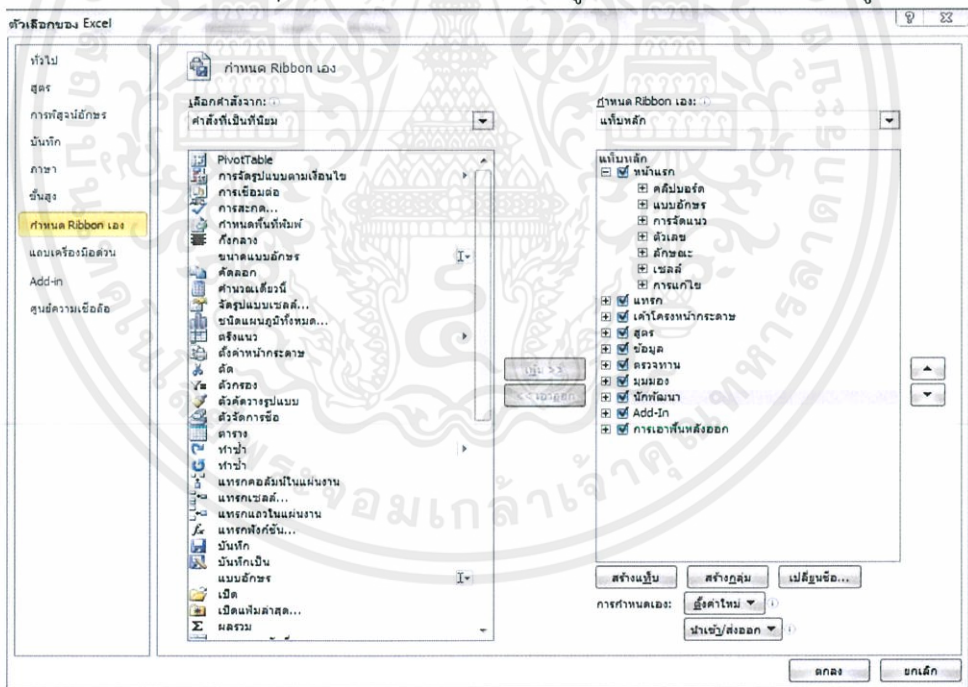 ตัวเลือกของ Excel
ทั่วไป
สูตร
การพิสูจน์อักษร
บันทึก
ภาษา
ขั้นสูง
กำหนด Ribbon เอง
แถบเครื่องมือด่วน
Add-in
ศูนย์ความเชื่อถือ
กำหนด Ribbon เอง
เลือกคำสั่งจาก:
คำสั่งที่เป็นที่นิยม
PivotTable
การจัดรูปแบบตามเงื่อนไข
การเชื่อมต่อ
การสะกด...
กำหนดพื้นที่พิมพ์
กึ่งกลาง
ขนาดแบบอักษร
คัดลอก
คำนวณเดี๋ยวนี้
จัดรูปแบบเซลล์...
ชนิดแผนภูมิทั้งหมด...
ตรึงแนว
ตั้งค่าหน้ากระดาษ
ตัด
ตัวกรอง
ตัวคัดวางรูปแบบ
ตัวจัดการชื่อ
ตาราง
ทำซ้ำ
ทำซ้ำ
แทรกคอลัมน์ในแผ่นงาน
แทรกเซลล์...
แทรกแถวในแผ่นงาน
แทรกฟังก์ชัน...
บันทึก
บันทึกเป็น
แบบอักษร
เปิด
เปิดแฟ้มล่าสุด...
ผลรวม
เพิ่ม >>
<< เอาออก
กำหนด Ribbon เอง:
แท็บหลัก
แท็บหลัก
หน้าแรก
คลิปบอร์ด
แบบอักษร
การจัดแนว
ตัวเลข
ลักษณะ
เซลล์
การแก้ไข
แทรก
เค้าโครงหน้ากระดาษ
สูตร
ข้อมูล
ตรวจทาน
มุมมอง
นักพัฒนา
Add-In
การเอาพื้นหลังออก
สร้างแท็บ สร้างกลุ่ม เปลี่ยนชื่อ...
การกำหนดเอง: ตั้งค่าใหม่
นำเข้า/ส่งออก
ตกลง ยกเลิก
พระจอมเกล้าเจ้าคุณทหารลาดกระบัง